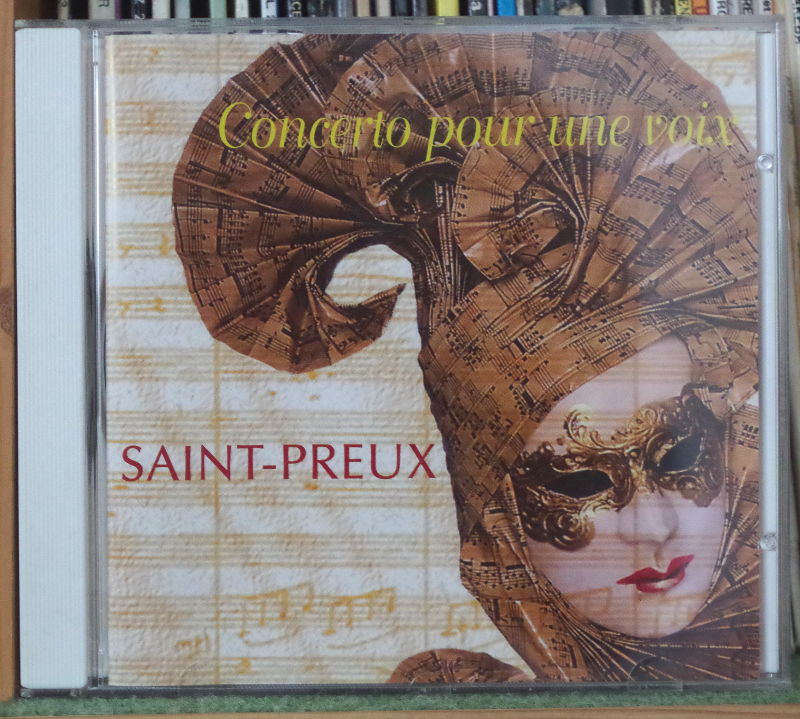 Concerto pour une voix
SAINT-PREUX